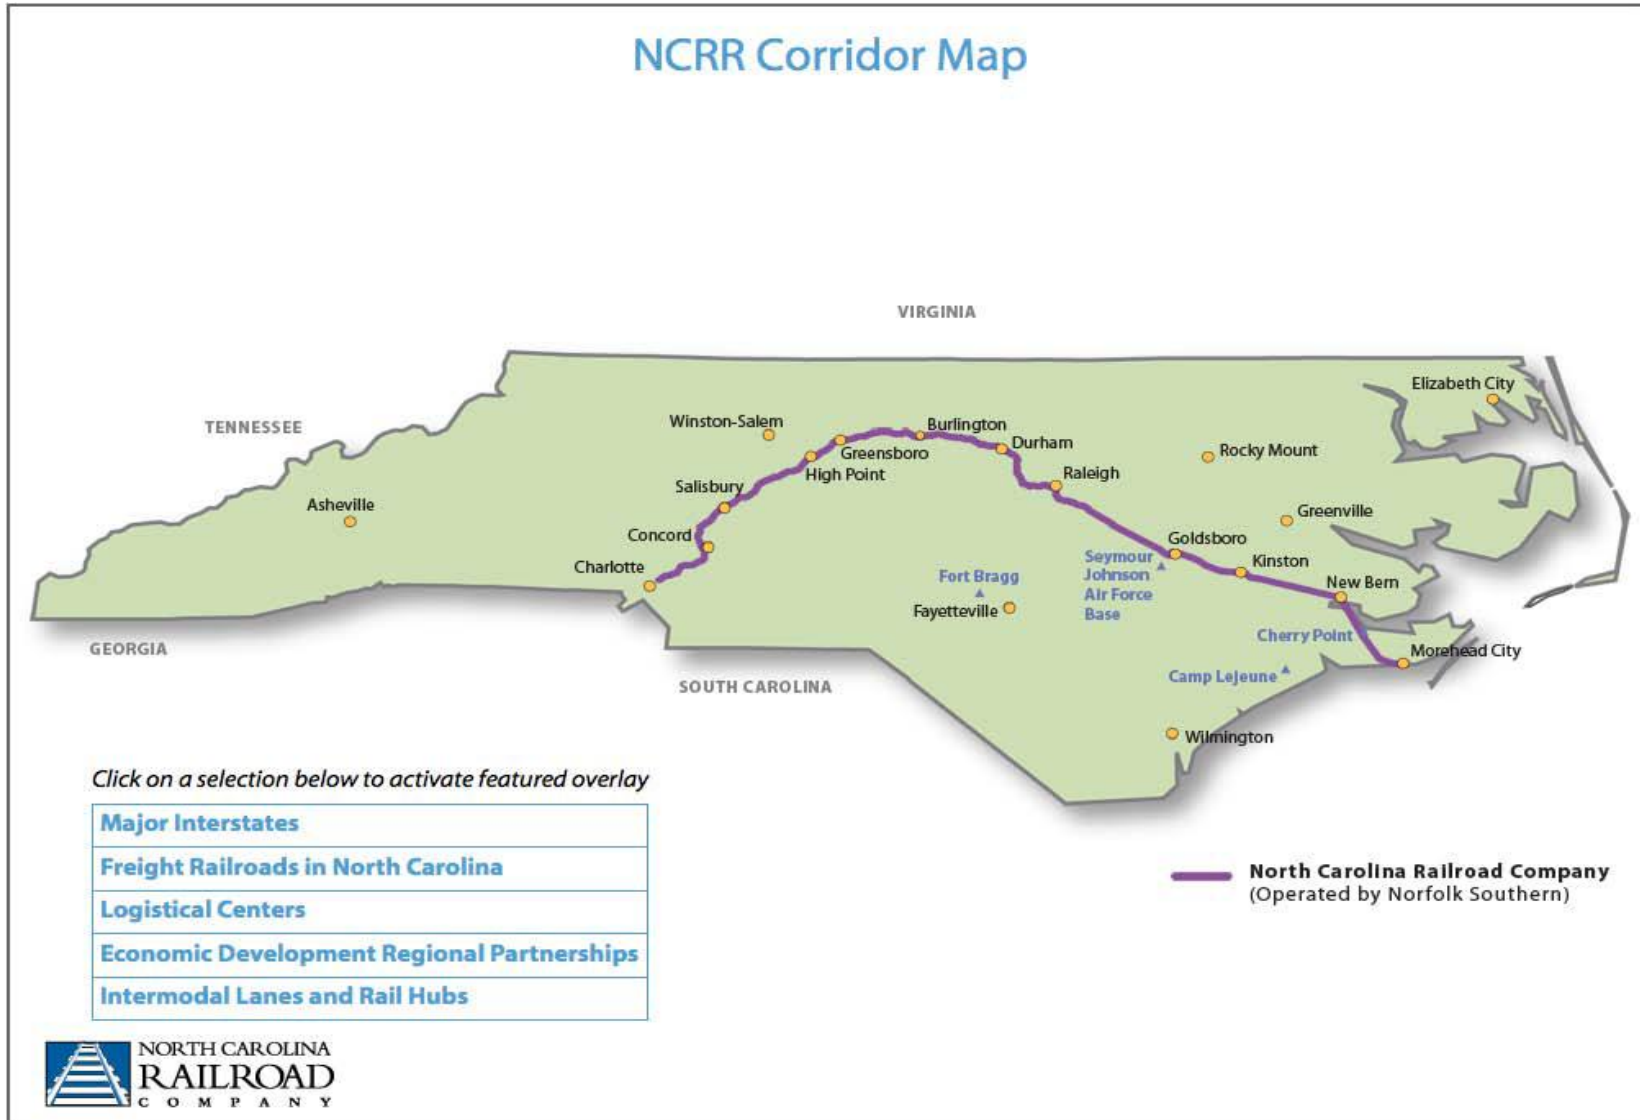 NCRR Corridor Map
VIRGINIA
Elizabeth City
TENNESSEE
Winston-Salem
Burlington
Durham
Greensboro
Rocky Mount
High Point
Raleigh
Salisbury
Asheville
Greenville
Concord
Goldsboro
Charlotte
Seymour
Johnson
Air Force
Base
Kinston
Fort Bragg
New Bern
Fayetteville
Cherry Point
GEORGIA
Morehead City
Camp Lejeune
SOUTH CAROLINA
Wilmington
Click on a selection below to activate featured overlay
Major Interstates
Freight Railroads in North Carolina
Logistical Centers
Economic Development Regional Partnerships
Intermodal Lanes and Rail Hubs
North Carolina Railroad Company
(Operated by Norfolk Southern)
NORTH CAROLINA
RAILROAD
COMPANY